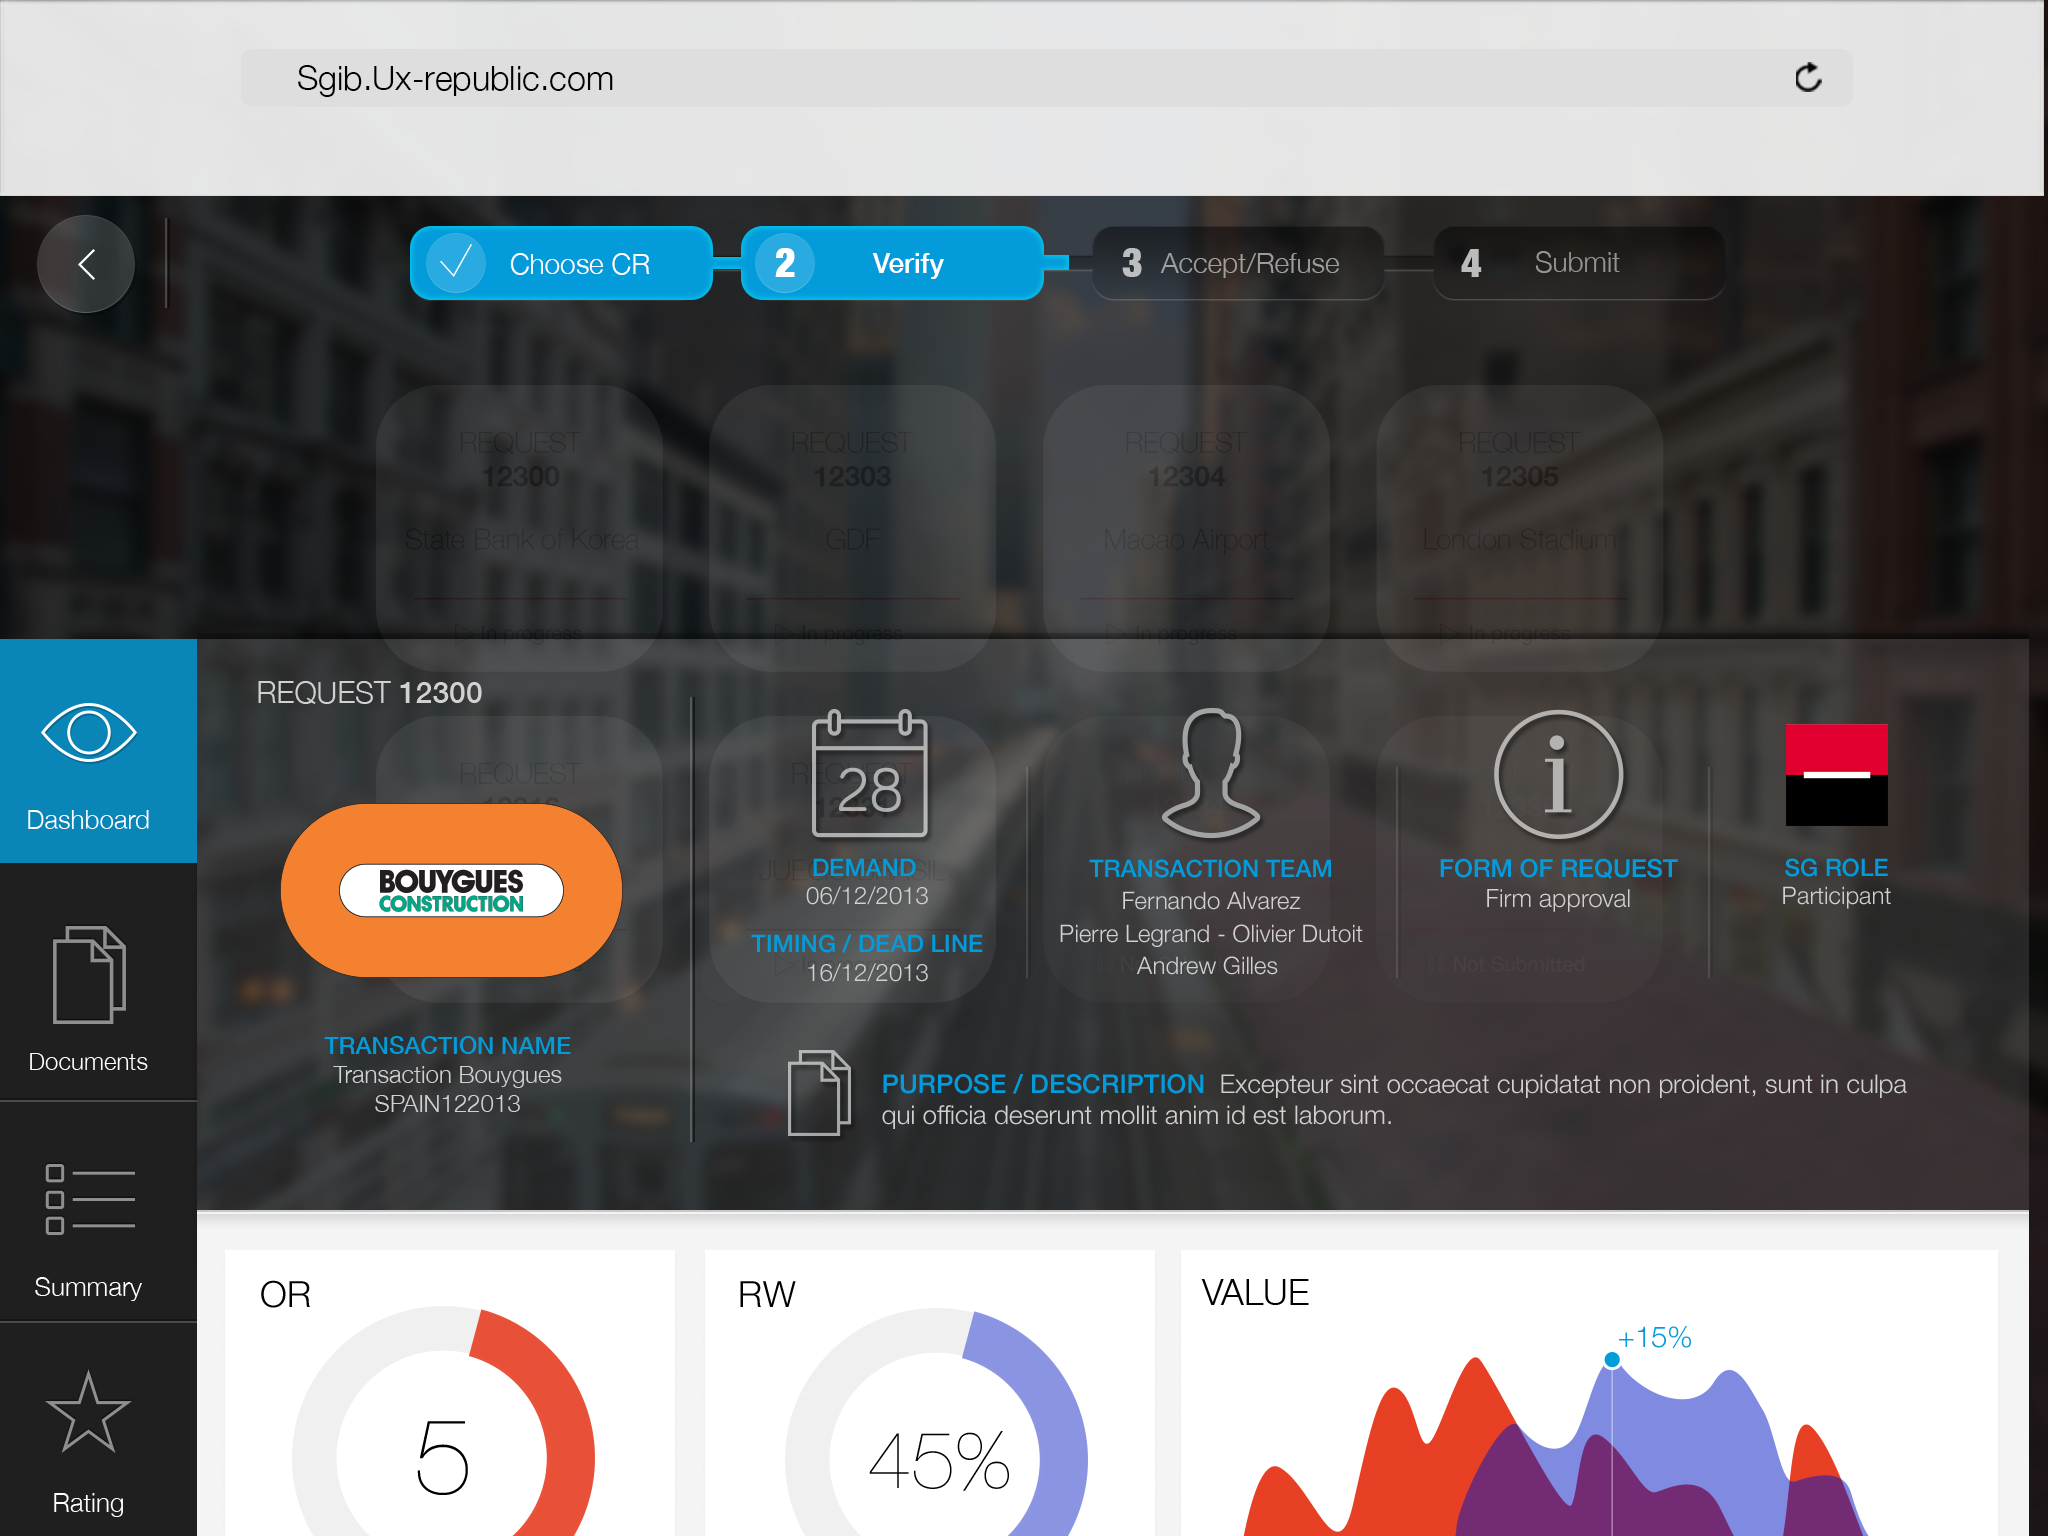 Sgib.Ux-republic.com
Choose CR
2 Verify
3 Accept/Refuse
4 Submit
REQUEST REQUEST REQUEST REQUEST
12300 12303 12304 12305
State Bank of Korea GDF Macao Airport London Stadium
In progress In progress In progress In progress
Dashboard
Documents
Summary
Rating
REQUEST 12300
REQUEST
BOUYGUES
CONSTRUCTION
TRANSACTION NAME
Transaction Bouygues
SPAIN122013
28
DEMAND
06/12/2013
TIMING / DEAD LINE
16/12/2013
TRANSACTION TEAM
Fernando Alvarez
Pierre Legrand - Olivier Dutoit
Andrew Gilles
i
FORM OF REQUEST
Firm approval
Not Submitted
SG ROLE
Participant
PURPOSE / DESCRIPTION Excepteur sint occaecat cupidatat non proident, sunt in culpa
qui officia deserunt mollit anim id est laborum.
OR
5
RW
45%
VALUE
+15%